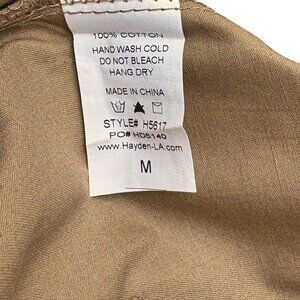 100% COTTON
HAND WASH COLD
DO NOT BLEACH
HANG DRY
MADE IN CHINA
STYLE# H5617
PO# HD5140
www.Hayden-LA.com
M